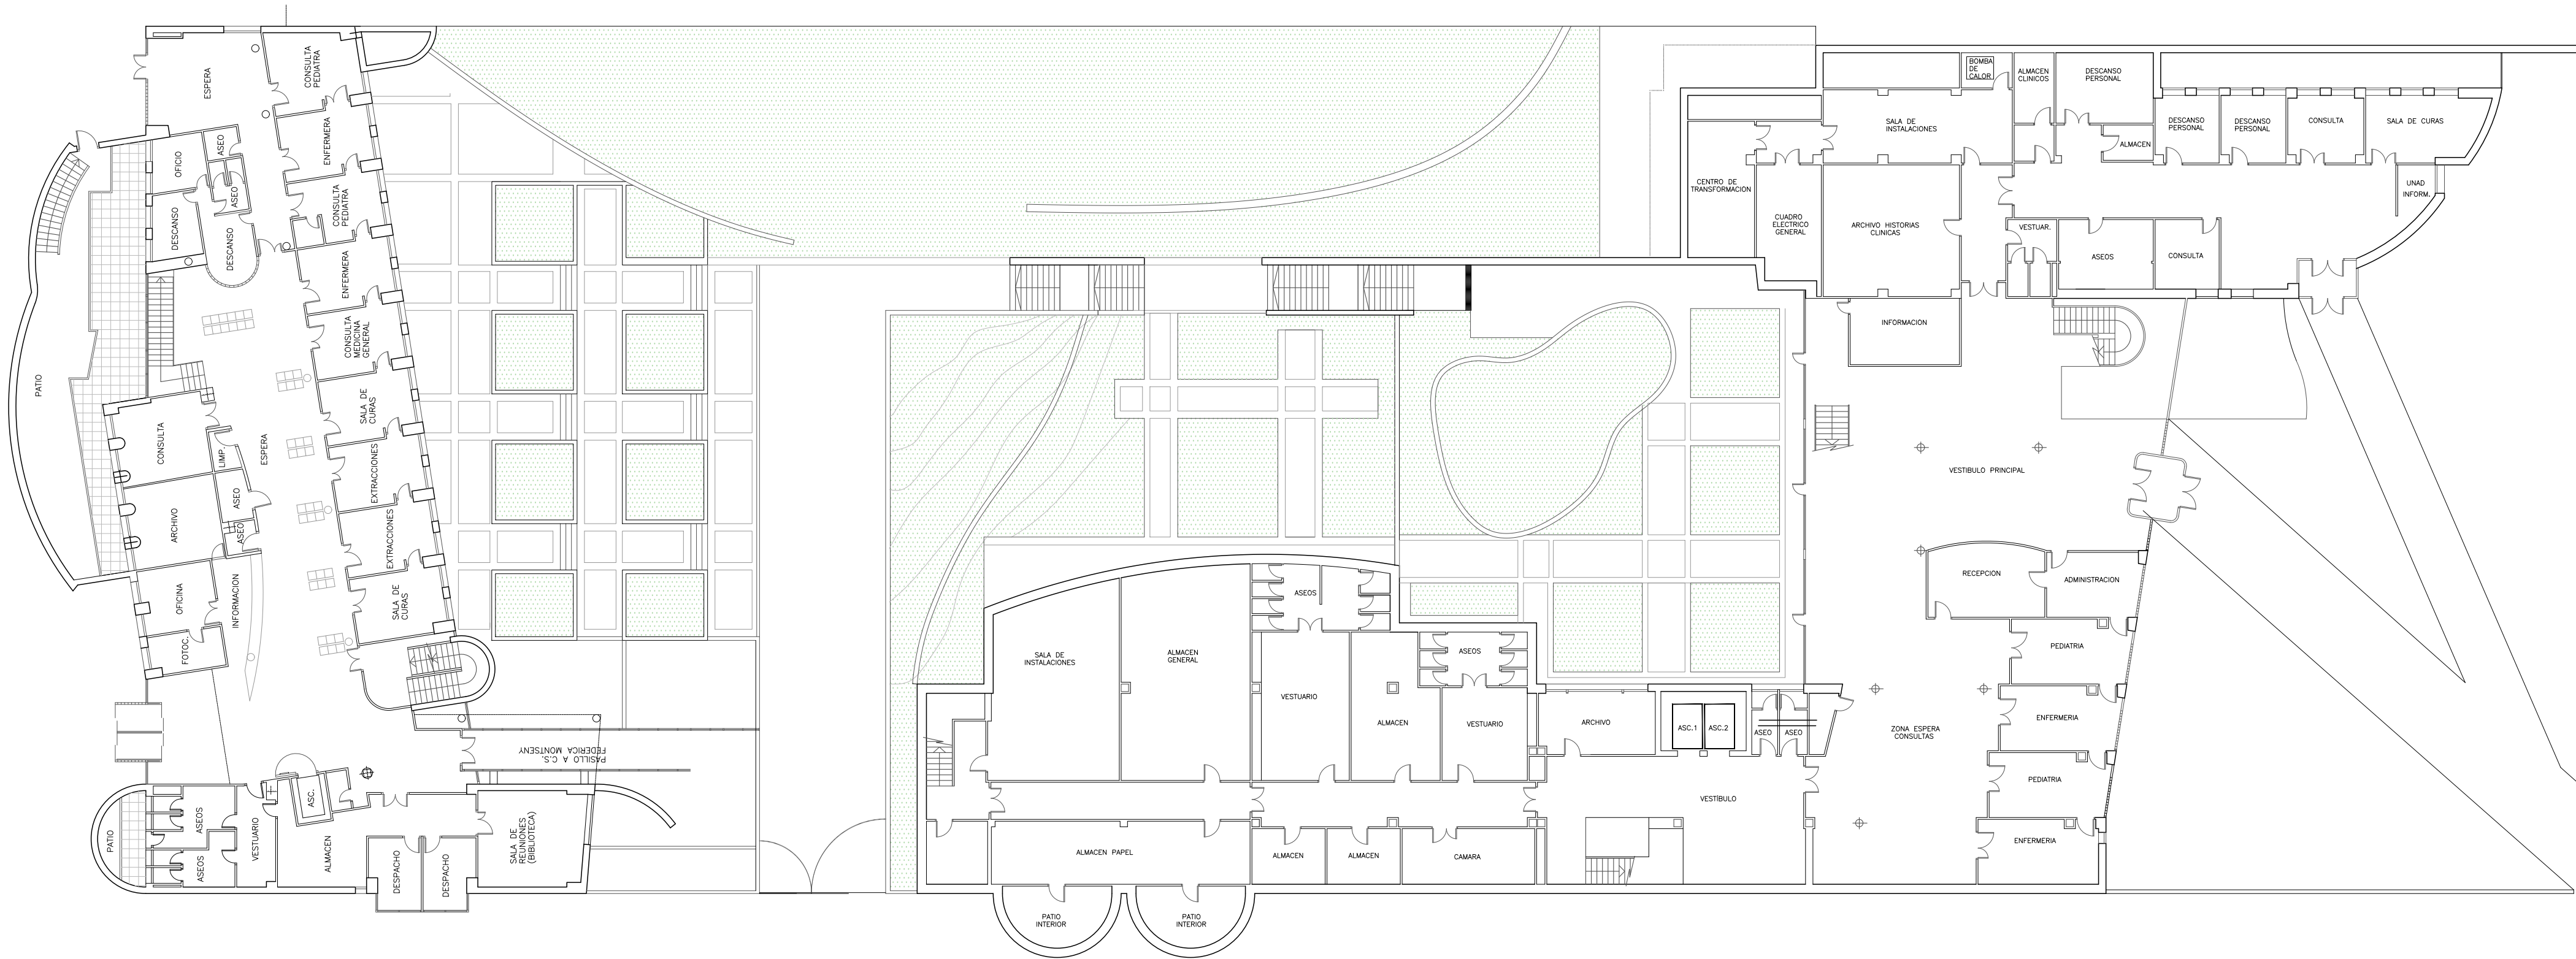 ESPERA
CONSULTA
PEDIATRA
ENFERMERA
ASEO
OFICIO
ASEO
CONSULTA
PEDIATRA
DESCANSO
DESCANSO
ENFERMERA
CONSULTA
MEDICINA
GENERAL
PATIO
SALA DE
CURAS
CONSULTA
LIMP.
ESPERA
EXTRACCIONES
ASEO
ARCHIVO
ASEO
EXTRACCIONES
OFICINA
INFORMACION
SALA DE
CURAS
FOTOC.
PASILLO A C.S.
FEDERICA MONTSENY
PATIO
ASEOS
ASEOS
VESTUARIO
ASC.
ALMACEN
DESPACHO
DESPACHO
SALA DE
REUNIONES
(BIBLIOTECA)
SALA DE
INSTALACIONES
ALMACEN
GENERAL
ASEOS
VESTUARIO
ALMACEN
ASEOS
VESTUARIO
ARCHIVO
ASC.1
ASC.2
ASEO
ASEO
VESTÍBULO
ALMACEN PAPEL
ALMACEN
ALMACEN
CAMARA
PATIO
INTERIOR
PATIO
INTERIOR
BOMBA
DE
CALOR
ALMACEN
CLINICOS
DESCANSO
PERSONAL
SALA DE
INSTALACIONES
ALMACEN
DESCANSO
PERSONAL
DESCANSO
PERSONAL
CONSULTA
SALA DE CURAS
CENTRO DE
TRANSFORMACION
CUADRO
ELECTRICO
GENERAL
ARCHIVO HISTORIAS
CLINICAS
UNAD
INFORM.
VESTUAR.
ASEOS
CONSULTA
INFORMACION
VESTIBULO PRINCIPAL
RECEPCION
ADMINISTRACION
PEDIATRIA
ENFERMERIA
ZONA ESPERA
CONSULTAS
PEDIATRIA
ENFERMERIA